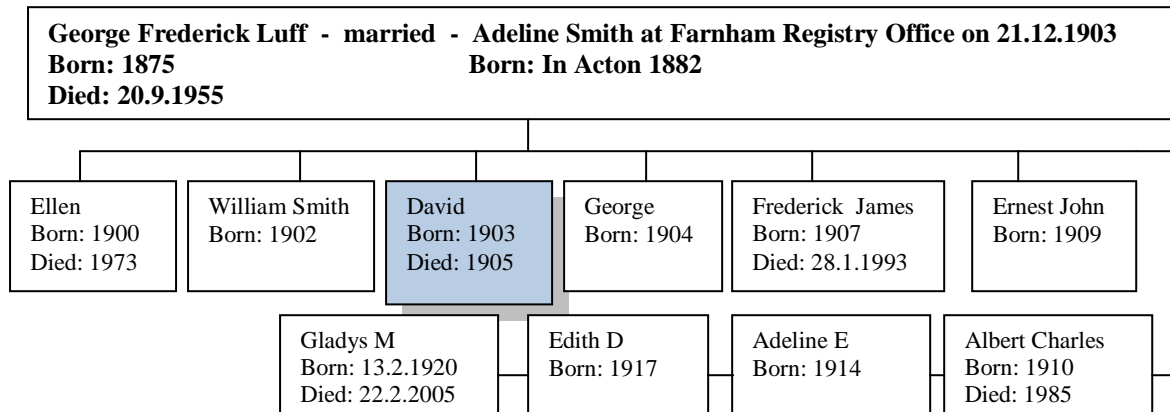 George Frederick Luff - married - Adeline Smith at Farnham Registry Office on 21.12.1903
Born: 1875 Born: In Acton 1882
Died: 20.9.1955
Ellen
Born: 1900
Died: 1973
William Smith
Born: 1902
David
Born: 1903
Died: 1905
George
Born: 1904
Frederick James
Born: 1907
Died: 28.1.1993
Ernest John
Born: 1909
Gladys M
Born: 13.2.1920
Died: 22.2.2005
Edith D
Born: 1917
Adeline E
Born: 1914
Albert Charles
Born: 1910
Died: 1985